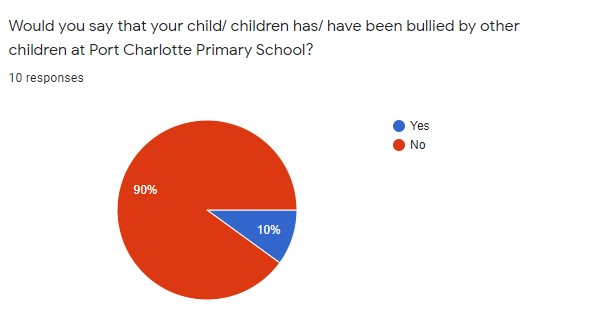 Would you say that your child/ children has/ have been bullied by other
children at Port Charlotte Primary School?
10 responses
Yes
No
90%
10%